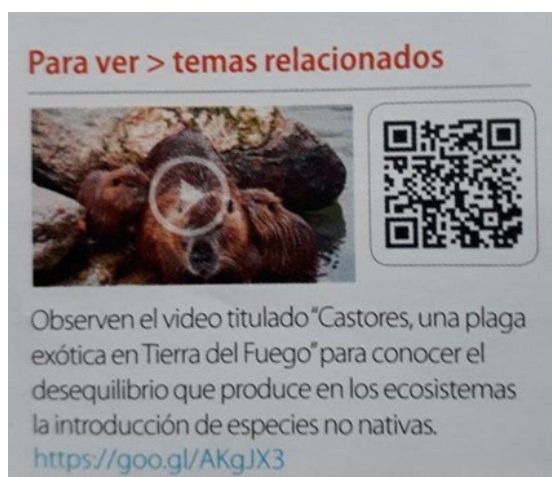 Para ver > temas relacionados
Observen el video titulado "Castores, una plaga
exótica en Tierra del Fuego" para conocer el
desequilibrio que produce en los ecosistemas
la introducción de especies no nativas.
https://goo.gl/AKgJX3